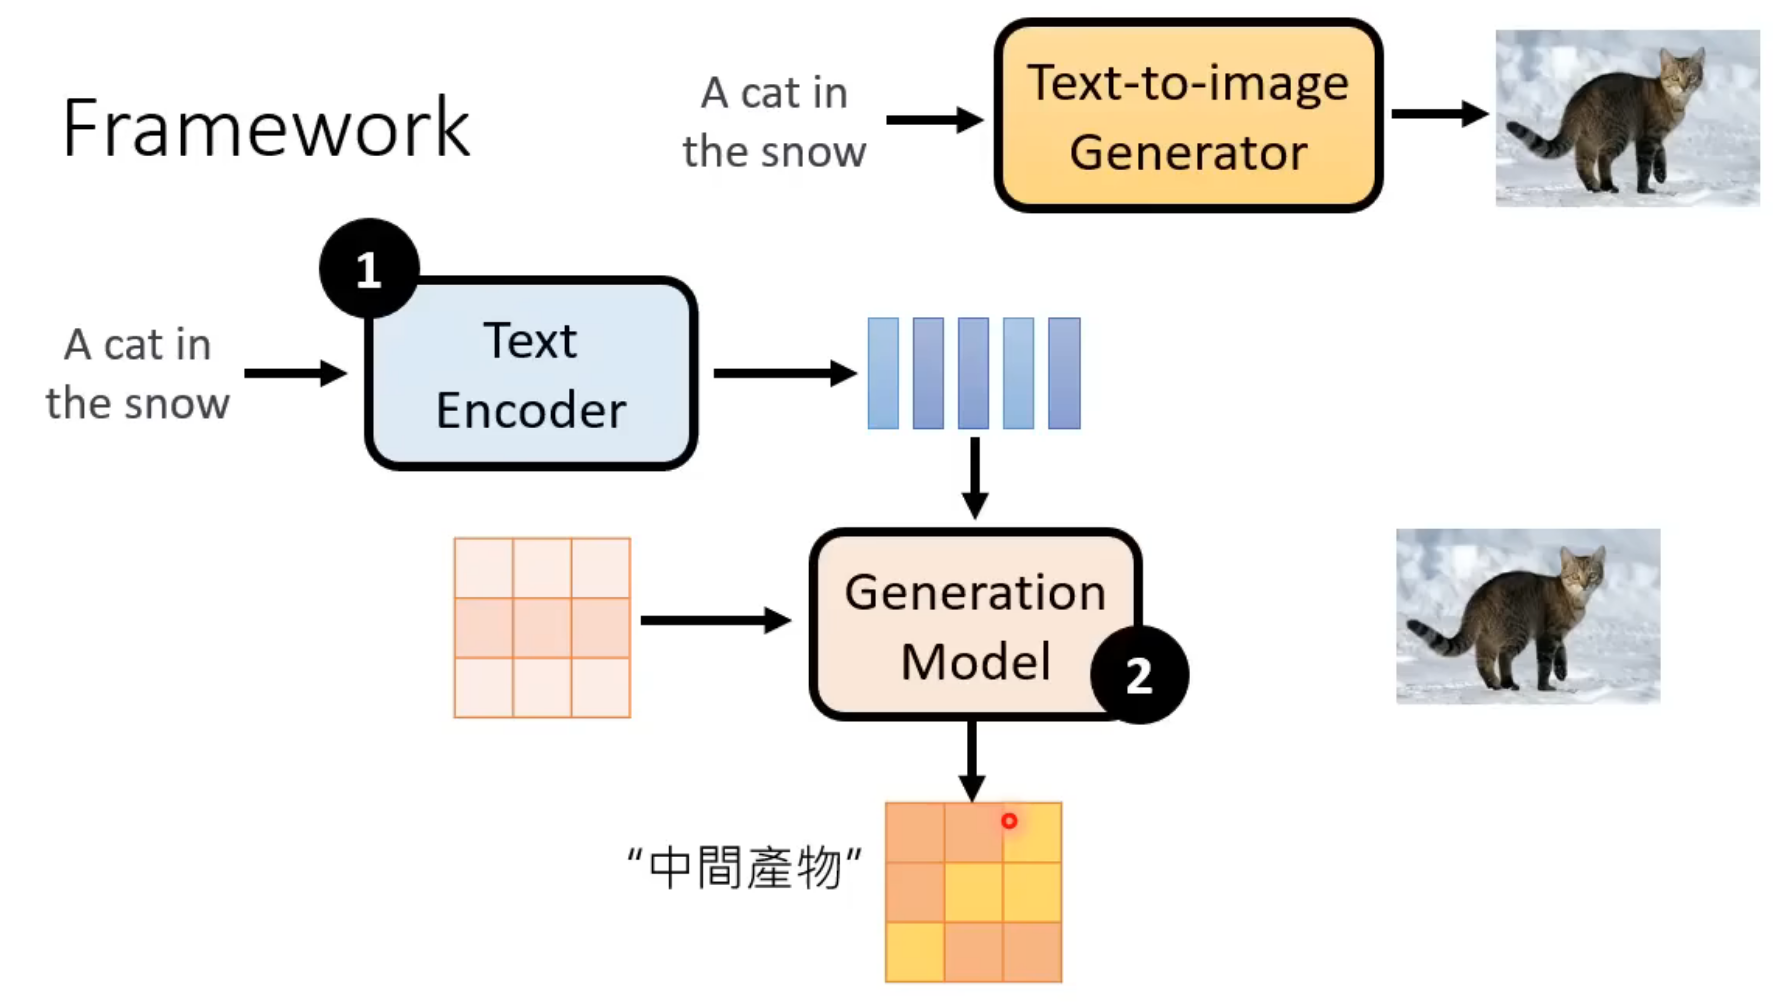 Framework
A cat in
the snow
Text-to-image
Generator
1
A cat in
the snow
Text
Encoder
Generation
Model
2
“中間產物”